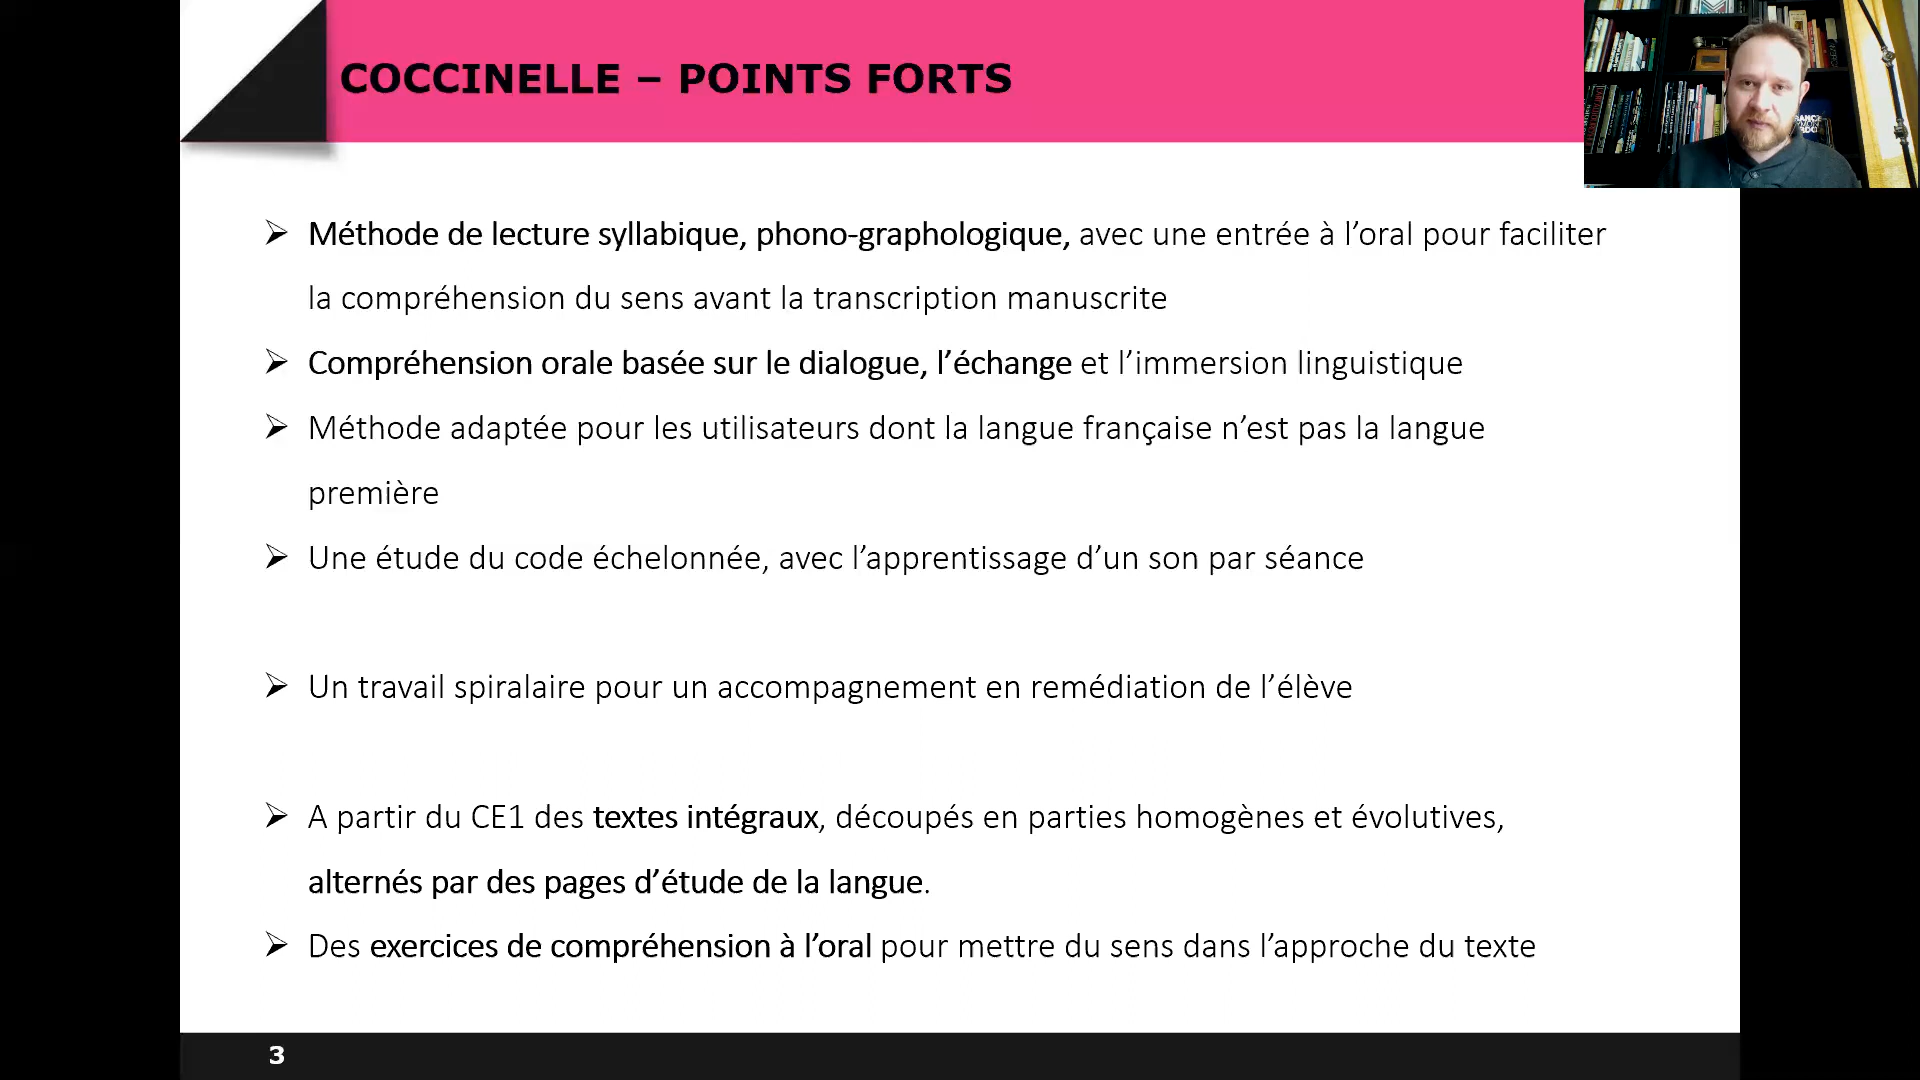 COCCINELLE – POINTS FORTS
➢ Méthode de lecture syllabique, phono-graphologique, avec une entrée à l’oral pour faciliter
la compréhension du sens avant la transcription manuscrite
➢ Compréhension orale basée sur le dialogue, l’échange et l’immersion linguistique
➢ Méthode adaptée pour les utilisateurs dont la langue française n’est pas la langue
première
➢ Une étude du code échelonnée, avec l’apprentissage d’un son par séance
➢ Un travail spiralaire pour un accompagnement en remédiation de l’élève
➢ A partir du CE1 des textes intégraux, découpés en parties homogènes et évolutives,
alternés par des pages d’étude de la langue.
➢ Des exercices de compréhension à l’oral pour mettre du sens dans l’approche du texte
3